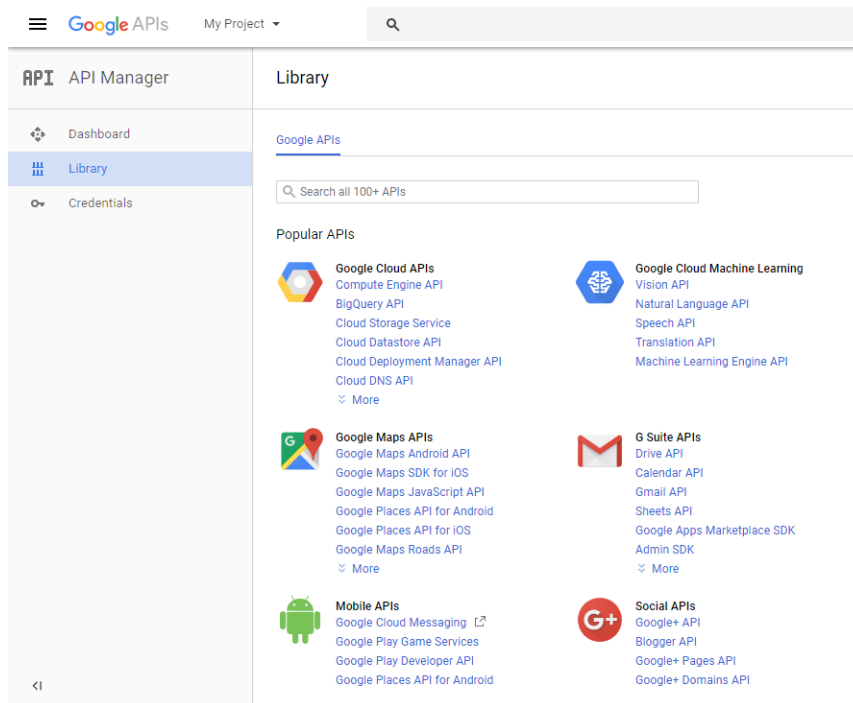 Google APIs
My Project
API API Manager
Library
Dashboard
Library
Credentials
Google APIs
Search all 100+ APIs
Popular APIs
Google Cloud APIs
Compute Engine API
BigQuery API
Cloud Storage Service
Cloud Datastore API
Cloud Deployment Manager API
Cloud DNS API
More
Google Cloud Machine Learning
Vision API
Natural Language API
Speech API
Translation API
Machine Learning Engine API
G
Google Maps APIs
Google Maps Android API
Google Maps SDK for iOS
Google Maps JavaScript API
Google Places API for Android
Google Places API for iOS
Google Maps Roads API
More
G Suite APIs
Drive API
Calendar API
Gmail API
Sheets API
Google Apps Marketplace SDK
Admin SDK
More
Mobile APIs
Google Cloud Messaging
Google Play Game Services
Google Play Developer API
Google Places API for Android
G+
Social APIs
Google+ API
Blogger API
Google+ Pages API
Google+ Domains API